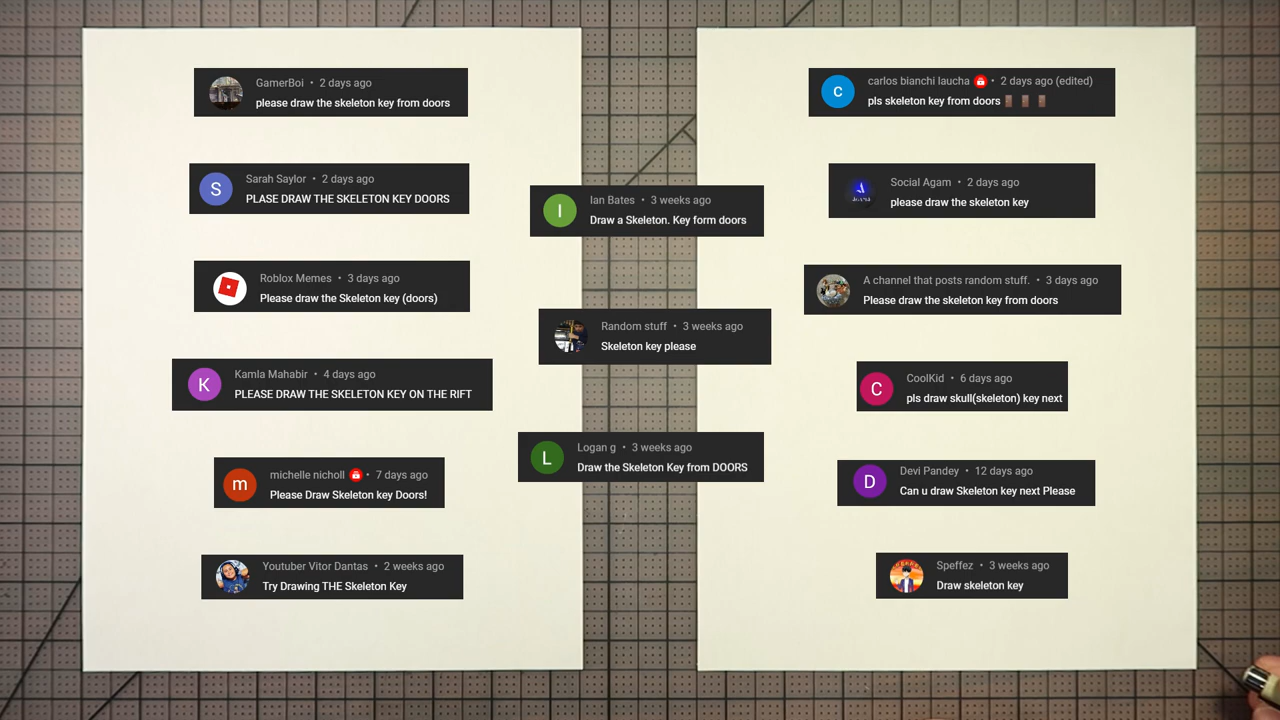 GamerBoi • 2 days ago
please draw the skeleton key from doors
Sarah Saylor • 2 days ago
PLASE DRAW THE SKELETON KEY DOORS
Roblox Memes • 3 days ago
Please draw the Skeleton key (doors)
K
Kamla Mahabir • 4 days ago
PLEASE DRAW THE SKELETON KEY ON THE RIFT
m
michelle nicholl • 7 days ago
Please Draw Skeleton key Doors!
Youtuber Vitor Dantas • 2 weeks ago
Try Drawing THE Skeleton Key
S
I
Ian Bates • 3 weeks ago
Draw a Skeleton. Key form doors
Random stuff • 3 weeks ago
Skeleton key please
L
Logan g • 3 weeks ago
Draw the Skeleton Key from DOORS
c
carlos bianchi laucha • 2 days ago (edited)
pls skeleton key from doors 🚪 🚪 🚪
Social Agam • 2 days ago
please draw the skeleton key
A channel that posts random stuff. • 3 days ago
Please draw the skeleton key from doors
C
CoolKid • 6 days ago
pls draw skull(skeleton) key next
D
Devi Pandey • 12 days ago
Can u draw Skeleton key next Please
Speffez • 3 weeks ago
Draw skeleton key